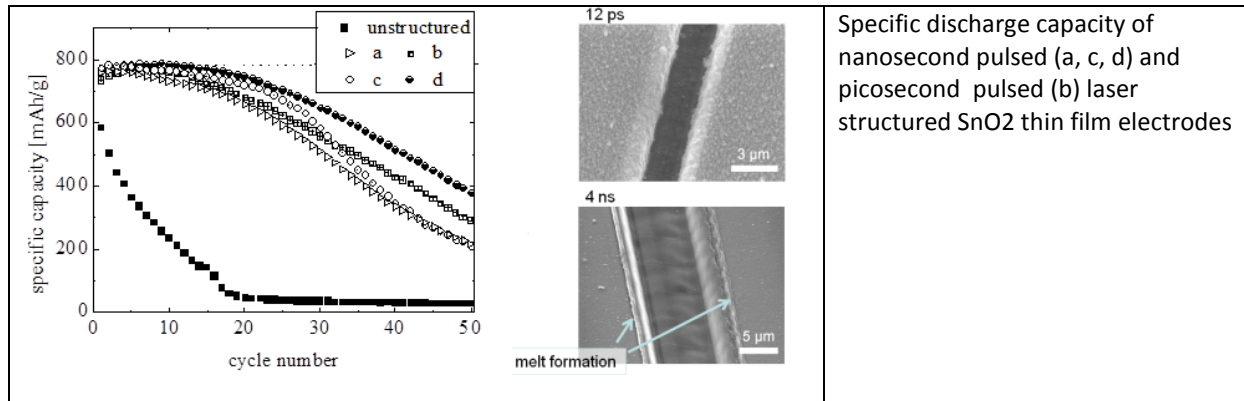 unstructured
a b
c d
800
600
400
200
0
0 10 20 30 40 50
specific capacity [mAh/g]
cycle number
12 ps
3 µm
4 ns
5 µm
melt formation
Specific discharge capacity of
nanosecond pulsed (a, c, d) and
picosecond pulsed (b) laser
structured SnO2 thin film electrodes